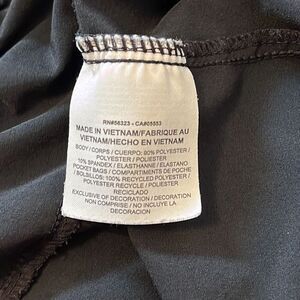 RN#56323 - CA#05553
MADE IN VIETNAM/FABRIQUE AU
VIETNAM/HECHO EN VIETNAM
BODY / CORPS / CUERPO: 90% POLYESTER /
POLYESTER / POLIESTER
10% SPANDEX / ELASTHANNE / ELASTANO
POCKET BAGS / COMPARTIMENTS DE POCHE
/ BOLSILLOS: 100% RECYCLED POLYESTER /
POLYESTER RECYCLE / POLIESTER
RECICLADO
EXCLUSIVE OF DECORATION / DECORATION
NON COMPRISE / NO INCLUYE LA
DECORACION